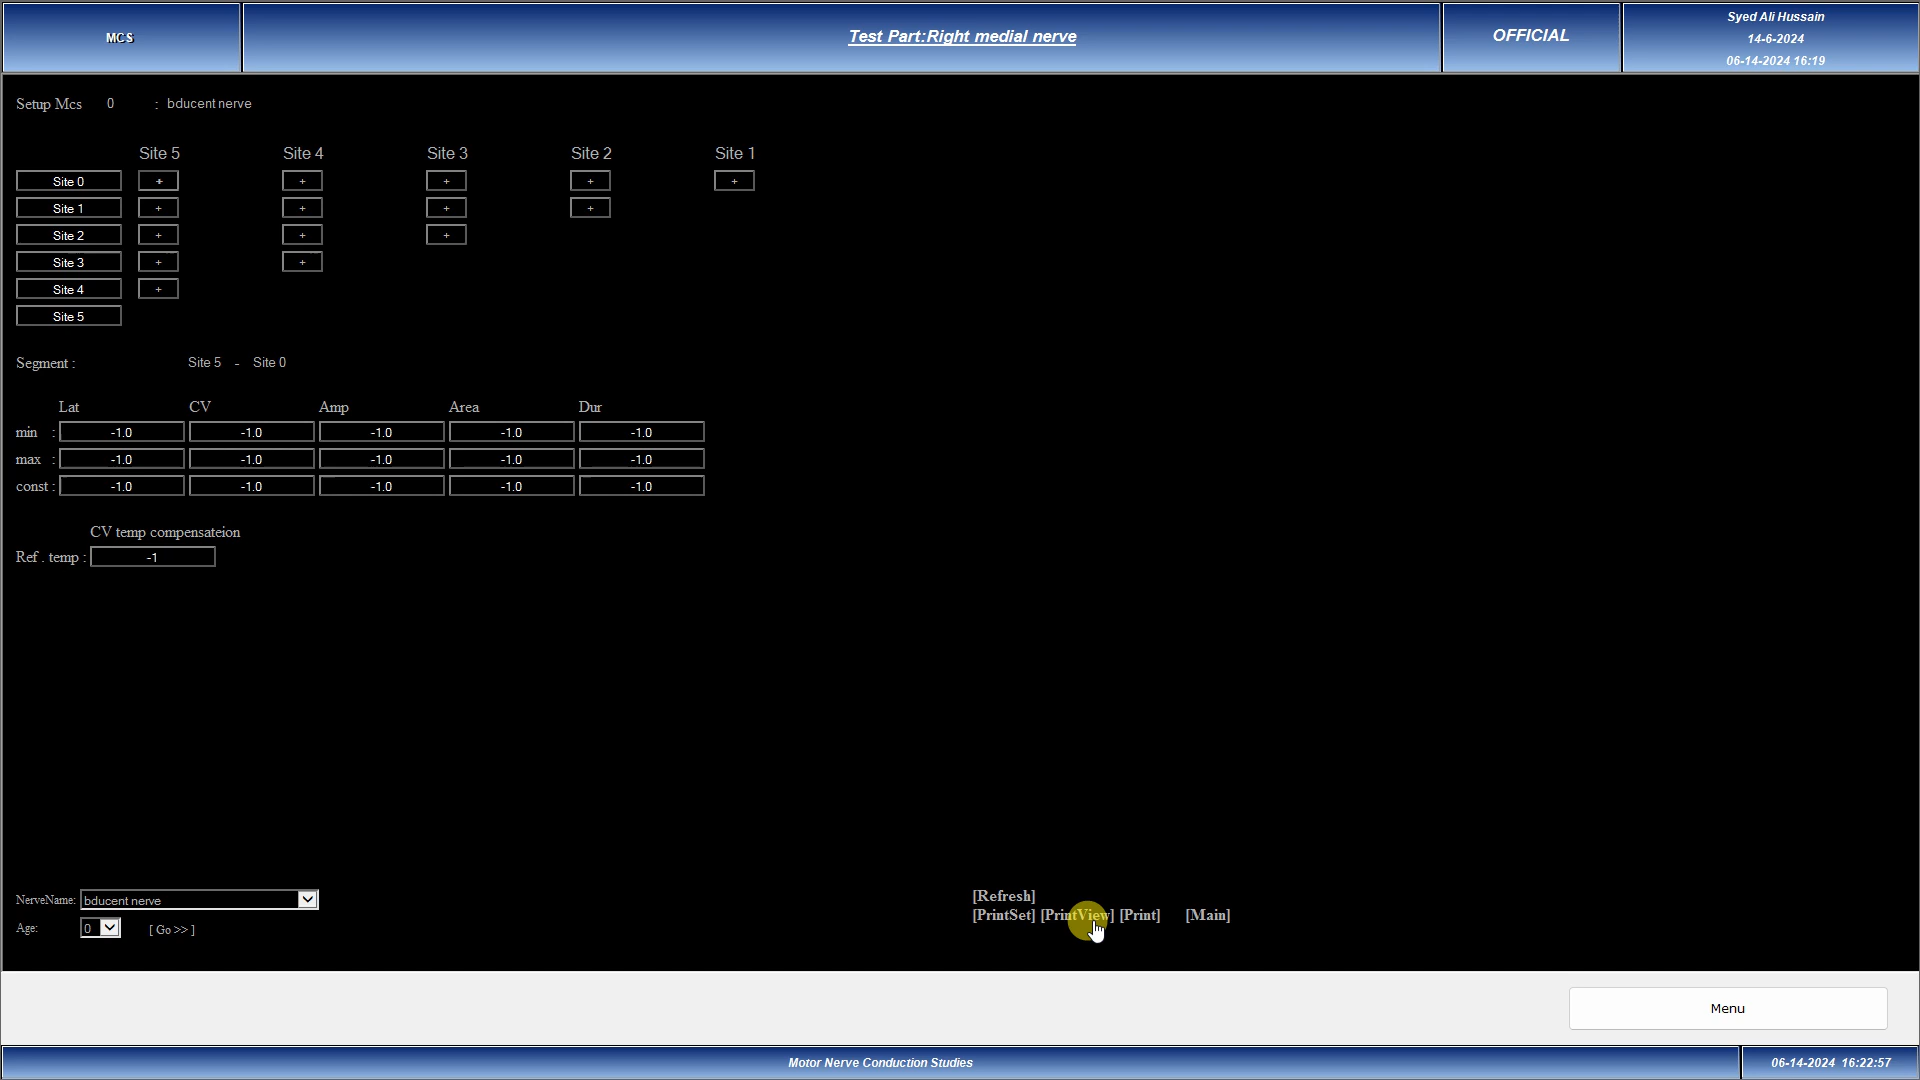 MCS
Test Part:Right medial nerve
OFFICIAL
Syed Ali Hussain
14-6-2024
06-14-2024 16:19
Setup Mcs 0 : bducent nerve
Site 5 Site 4 Site 3 Site 2 Site 1
Site 0 + + + + +
Site 1 + + + +
Site 2 + + +
Site 3 + +
Site 4 +
Site 5
Segment : Site 5 - Site 0
Lat CV Amp Area Dur
min : -1.0 -1.0 -1.0 -1.0 -1.0
max : -1.0 -1.0 -1.0 -1.0 -1.0
const : -1.0 -1.0 -1.0 -1.0 -1.0
CV temp compensateion
Ref . temp : -1
NerveName: bducent nerve
Age: 0 [ Go >> ]
[Refresh]
[PrintSet] [PrintView] [Print] [Main]
Menu
Motor Nerve Conduction Studies
06-14-2024 16:22:57